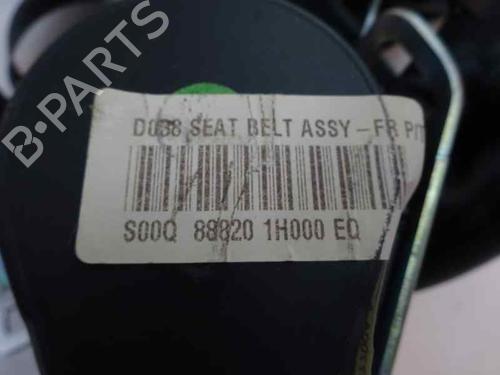 B-PARTS
D038 SEAT BELT ASSY-FR
S00Q 88820 1H000 EQ